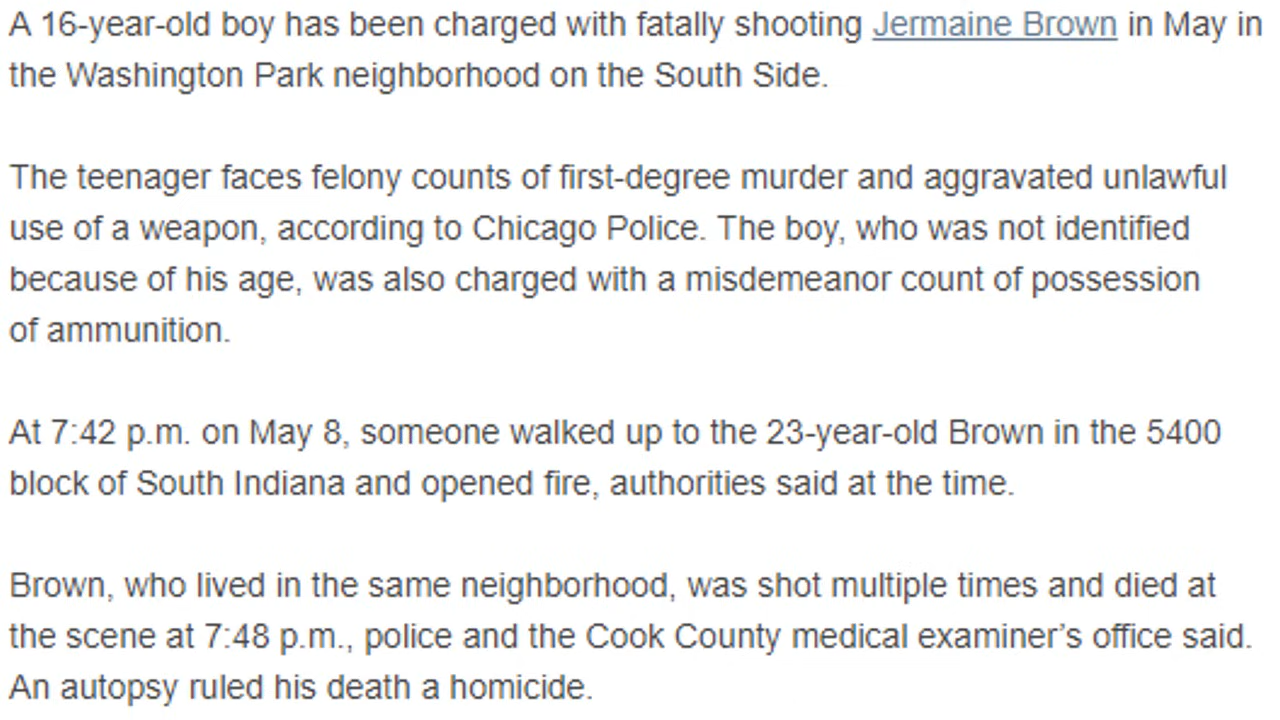 A 16-year-old boy has been charged with fatally shooting Jermaine Brown in May in
the Washington Park neighborhood on the South Side.
The teenager faces felony counts of first-degree murder and aggravated unlawful
use of a weapon, according to Chicago Police. The boy, who was not identified
because of his age, was also charged with a misdemeanor count of possession
of ammunition.
At 7:42 p.m. on May 8, someone walked up to the 23-year-old Brown in the 5400
block of South Indiana and opened fire, authorities said at the time.
Brown, who lived in the same neighborhood, was shot multiple times and died at
the scene at 7:48 p.m., police and the Cook County medical examiner’s office said.
An autopsy ruled his death a homicide.